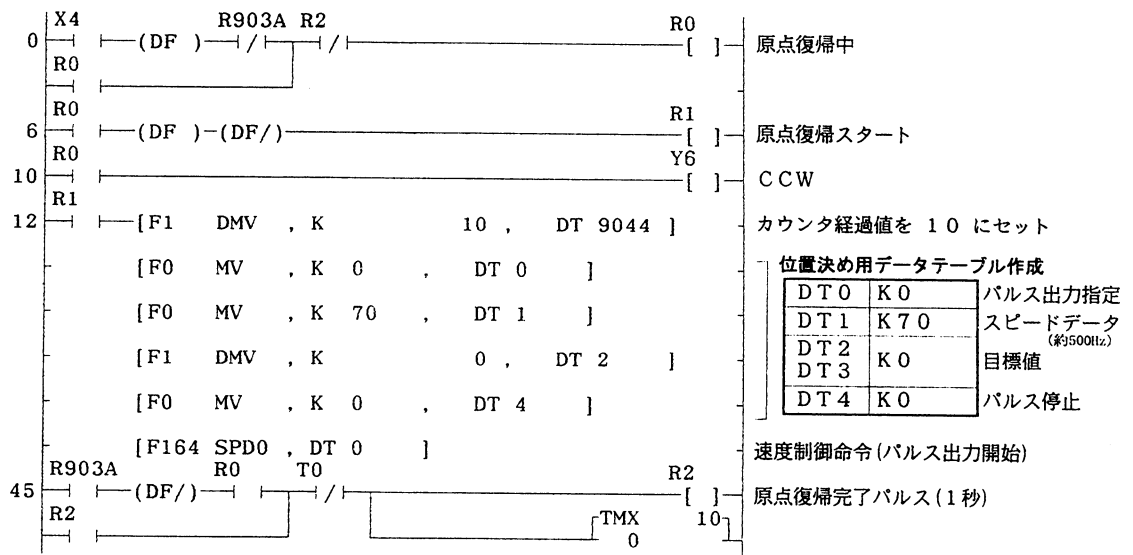 X4 R903A R2 R0
0 (DF ) / / [ ] 原点復帰中
R0
R0 R1
6 (DF )-(DF/) [ ] 原点復帰スタート
R0 Y6
10 [ ] CCW
R1
12 [F1 DMV , K 10 , DT 9044 ] カウンタ経過値を 10 にセット
[F0 MV , K 0 , DT 0 ]
位置決め用データテーブル作成
DT0 K0 パルス出力指定
[F0 MV , K 70 , DT 1 ]
DT1 K70 スピードデータ
(約500Hz)
[F1 DMV , K 0 , DT 2 ]
DT2
DT3 K0 目標値
[F0 MV , K 0 , DT 4 ]
DT4 K0 パルス停止
[F164 SPD0 , DT 0 ] 速度制御命令(パルス出力開始)
R903A R0 T0 R2
45 (DF/) / [ ] 原点復帰完了パルス(1秒)
R2
TMX 10
0